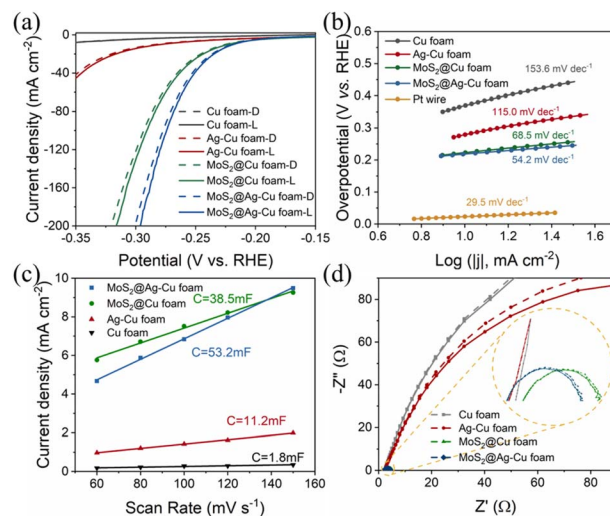 (a)
Current density (mA cm⁻²)
0
-40
-80
-120
-160
-200
-0.35
-0.30
-0.25
-0.20
-0.15
Potential (V vs. RHE)
Cu foam-D
Cu foam-L
Ag-Cu foam-D
Ag-Cu foam-L
MoS₂@Cu foam-D
MoS₂@Cu foam-L
MoS₂@Ag-Cu foam-D
MoS₂@Ag-Cu foam-L
(b)
Overpotential (V vs. RHE)
0.8
0.6
0.4
0.2
0.0
0.6
0.8
1.0
1.2
1.4
1.6
1.8
Log (|j|, mA cm⁻²)
Cu foam
Ag-Cu foam
MoS₂@Cu foam
MoS₂@Ag-Cu foam
Pt wire
153.6 mV dec⁻¹
115.0 mV dec⁻¹
68.5 mV dec⁻¹
54.2 mV dec⁻¹
29.5 mV dec⁻¹
(c)
Current density (mA cm⁻²)
10
8
6
4
2
0
60
80
100
120
140
160
Scan Rate (mV s⁻¹)
MoS₂@Ag-Cu foam
MoS₂@Cu foam
Ag-Cu foam
Cu foam
C=38.5mF
C=53.2mF
C=11.2mF
C=1.8mF
(d)
-Z'' (Ω)
90
80
70
60
50
40
30
20
10
0
0
20
40
60
80
Z' (Ω)
Cu foam
Ag-Cu foam
MoS₂@Cu foam
MoS₂@Ag-Cu foam